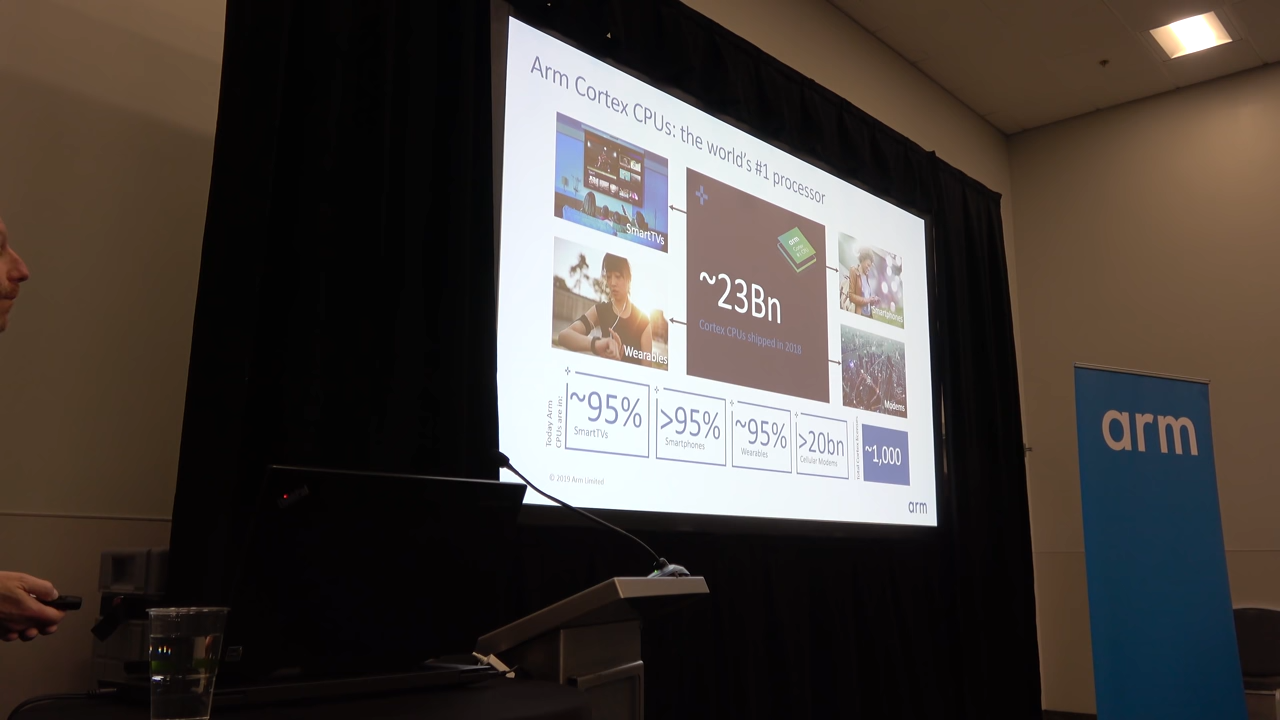 Arm Cortex CPUs: the world's #1 processor
SmartTVs
Wearables
arm
~23Bn
Cortex CPUs shipped in 2018
Smartphones
Modems
Today Arm
CPUs are in:
~95%
SmartTVs
>95%
Smartphones
~95%
Wearables
>20bn
Cellular Modems
~1,000
© 2019 Arm Limited
arm
arm